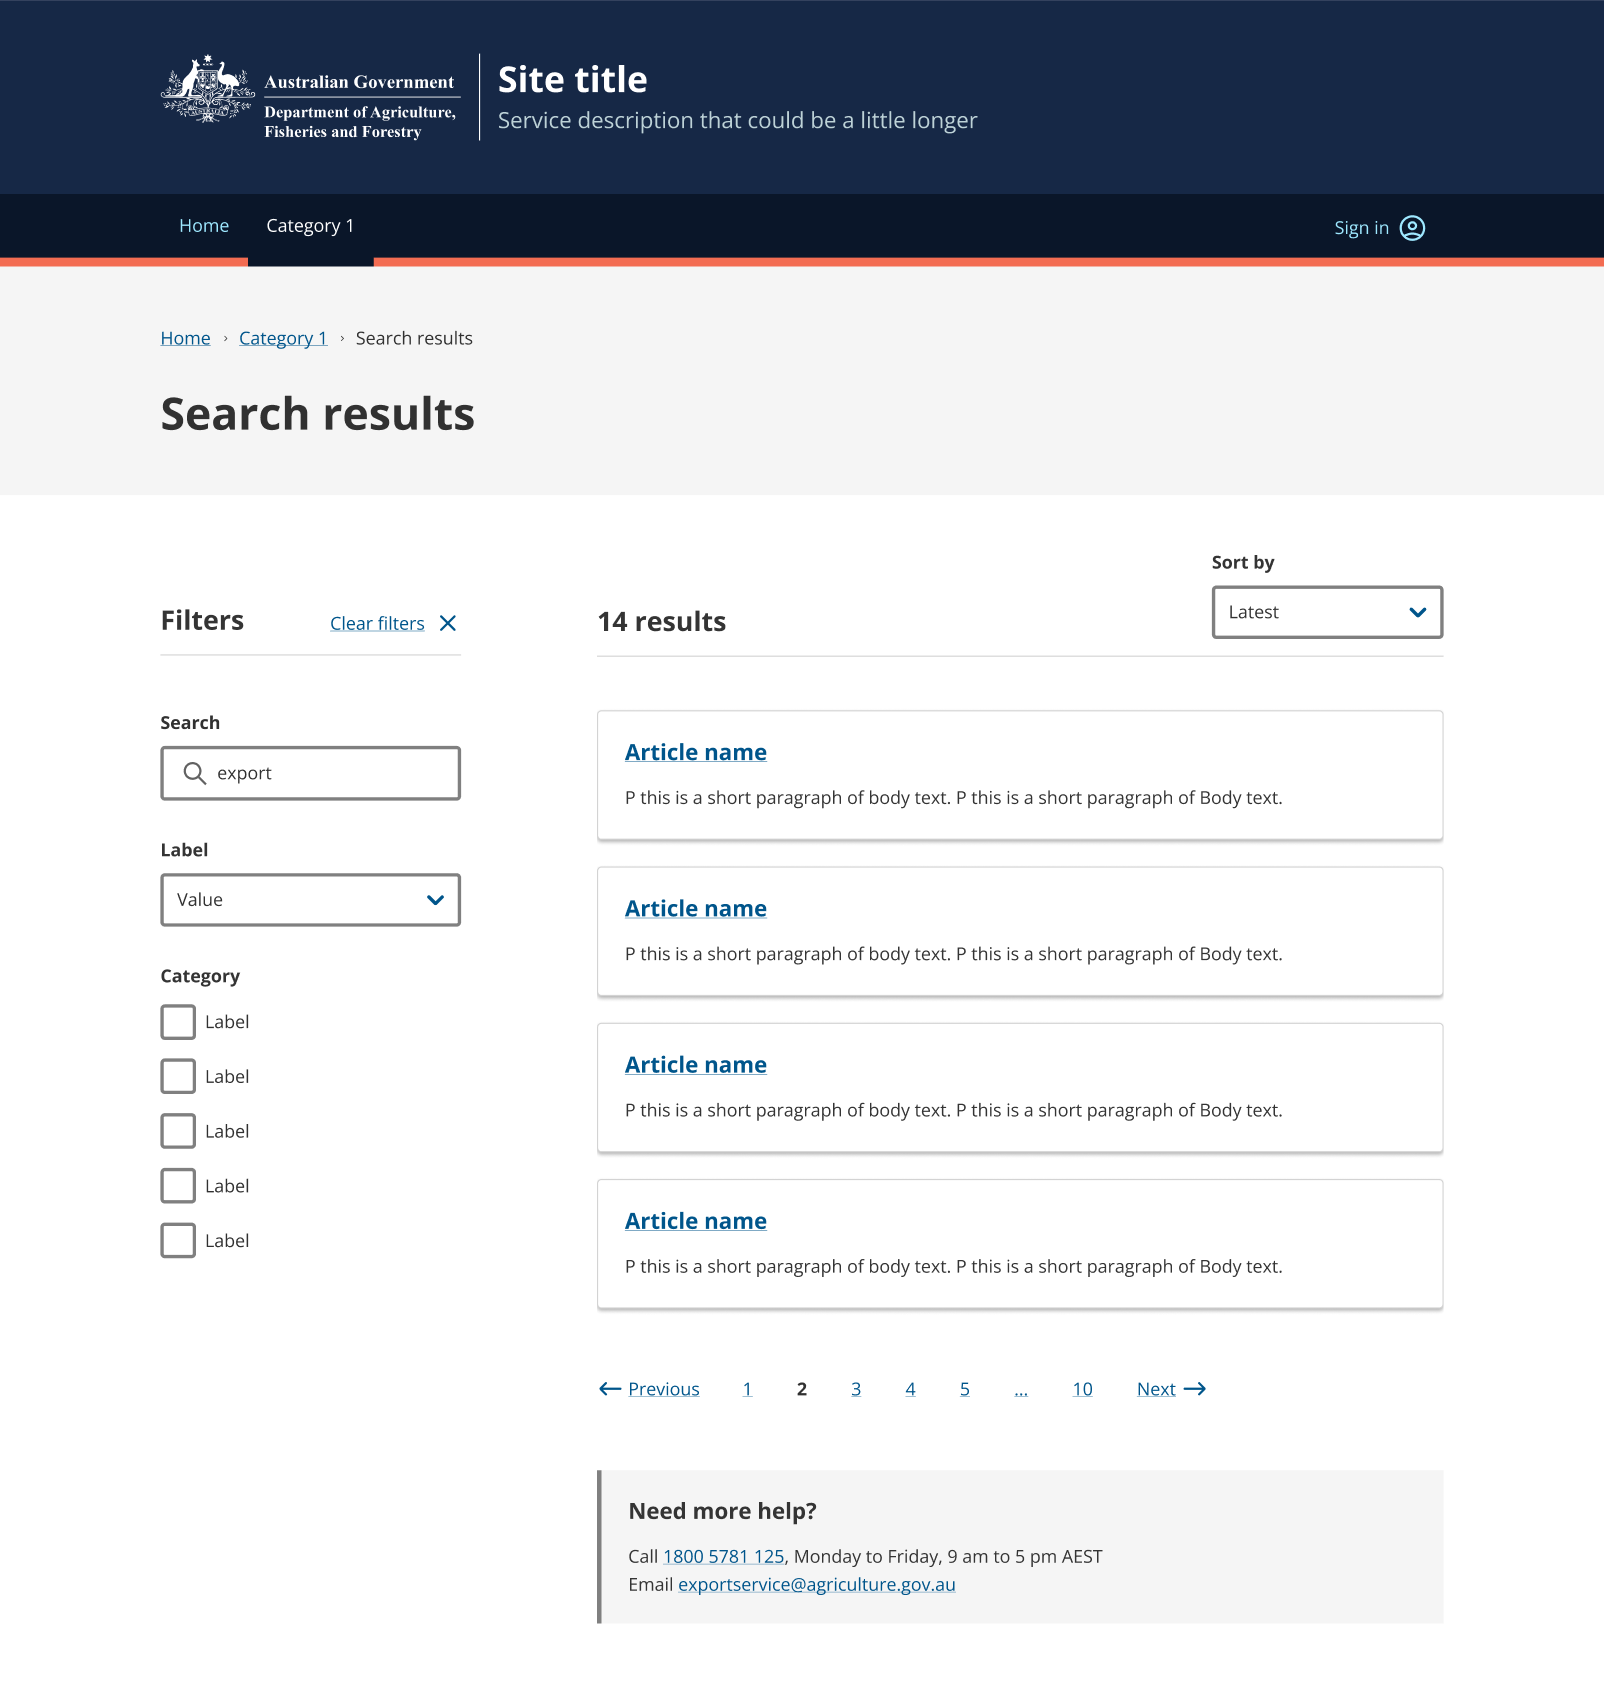 Australian Government
Department of Agriculture,
Fisheries and Forestry
Site title
Service description that could be a little longer
Home
Category 1
Sign in
Home › Category 1 › Search results
Search results
Filters
Clear filters
Search
export
Label
Value
Category
Label
Label
Label
Label
Label
14 results
Sort by
Latest
Article name
P this is a short paragraph of body text. P this is a short paragraph of Body text.
Article name
P this is a short paragraph of body text. P this is a short paragraph of Body text.
Article name
P this is a short paragraph of body text. P this is a short paragraph of Body text.
Article name
P this is a short paragraph of body text. P this is a short paragraph of Body text.
Previous 1 2 3 4 5 ... 10 Next
Need more help?
Call 1800 5781 125, Monday to Friday, 9 am to 5 pm AEST
Email exportservice@agriculture.gov.au